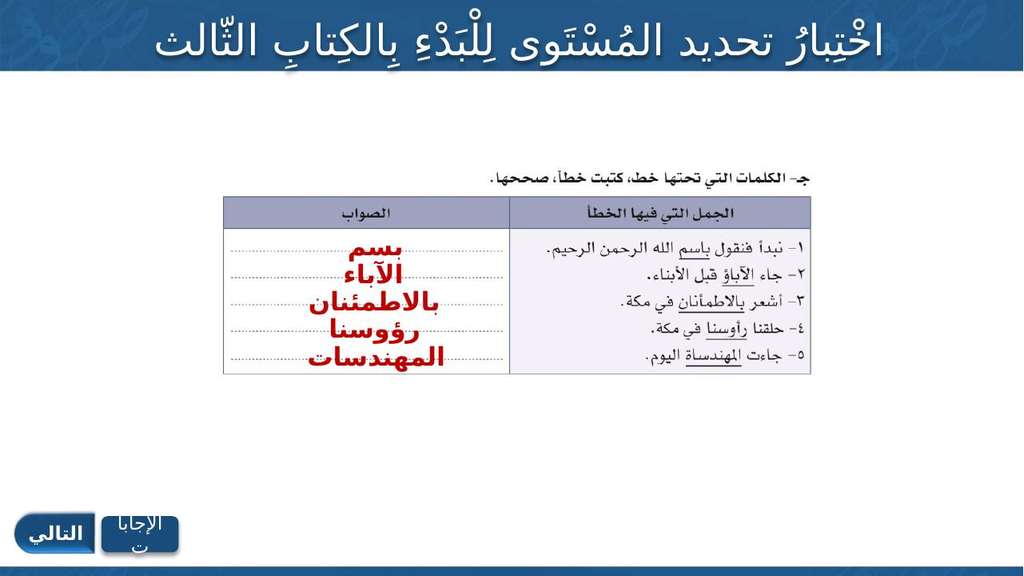 اخْتِبارُ تحديد المُسْتَوى لِلْبَدْءِ بِالكِتابِ الثّالث
جـ- الكلمات التي تحتها خط، كتبت خطأ، صححها.
الجمل التي فيها الخطأ
الصواب
١- نبدأ فنقول باسم الله الرحمن الرحيم.
بسم
٢- جاء الآباؤ قبل الأبناء.
الآباء
٣- أشعر بالاطمأنان في مكة.
بالاطمئنان
٤- حلقنا رأوسنا في مكة.
رؤوسنا
٥- جاءت المهندساة اليوم.
المهندسات
الإجابات
التالي